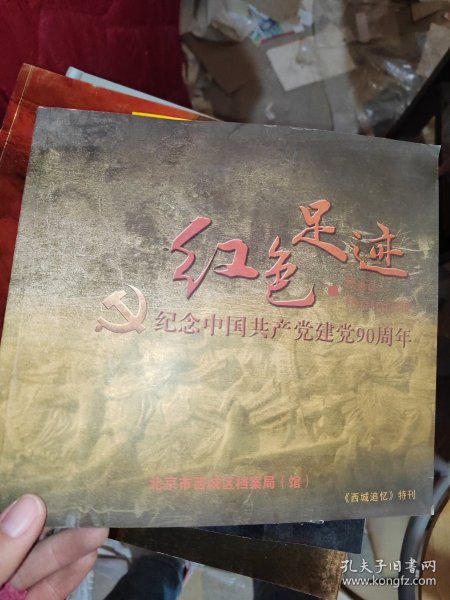 红色足迹
纪念中国共产党建党90周年
北京市西城区档案局（馆）
《西城追忆》特刊
孔夫子旧书网
www.kongfz.com